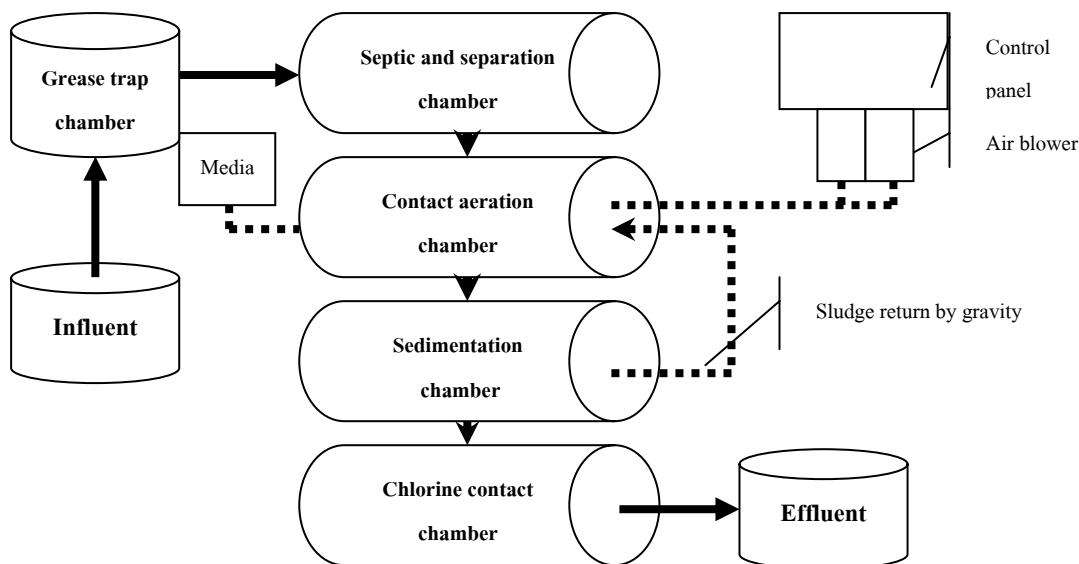 Grease trap
chamber
Septic and separation
chamber
Control
panel
Air blower
Media
Contact aeration
chamber
Influent
Sludge return by gravity
Sedimentation
chamber
Chlorine contact
chamber
Effluent